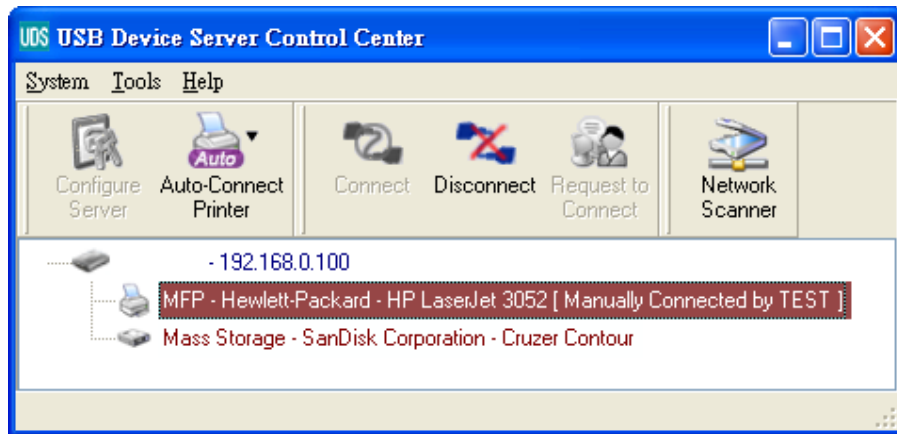 UDS USB Device Server Control Center
System Tools Help
Auto
Configure Server
Auto-Connect Printer
Connect
Disconnect
Request to Connect
Network Scanner
- 192.168.0.100
MFP - Hewlett-Packard - HP LaserJet 3052 [ Manually Connected by TEST ]
Mass Storage - SanDisk Corporation - Cruzer Contour